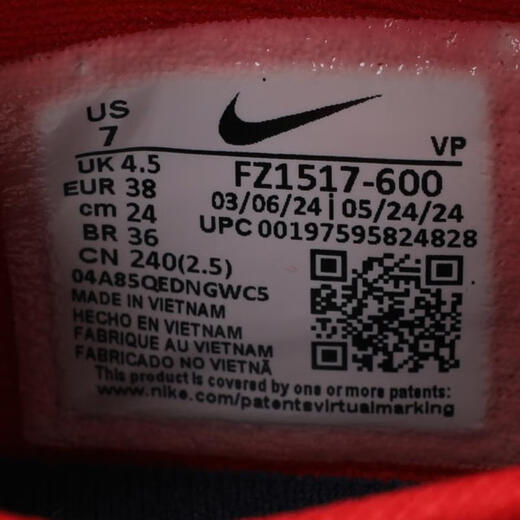 US
7
VP
UK 4.5
EUR 38
cm 24
BR 36
CN 240(2.5)
FZ1517-600
03/06/24 | 05/24/24
UPC 00197595824828
04A85QEDNGWC5
MADE IN VIETNAM
HECHO EN VIETNAM
FABRIQUE AU VIETNAM
FABRICADO NO VIETNÃ
This product is covered by one or more patents:
www.nike.com/patentsvirtualmarking